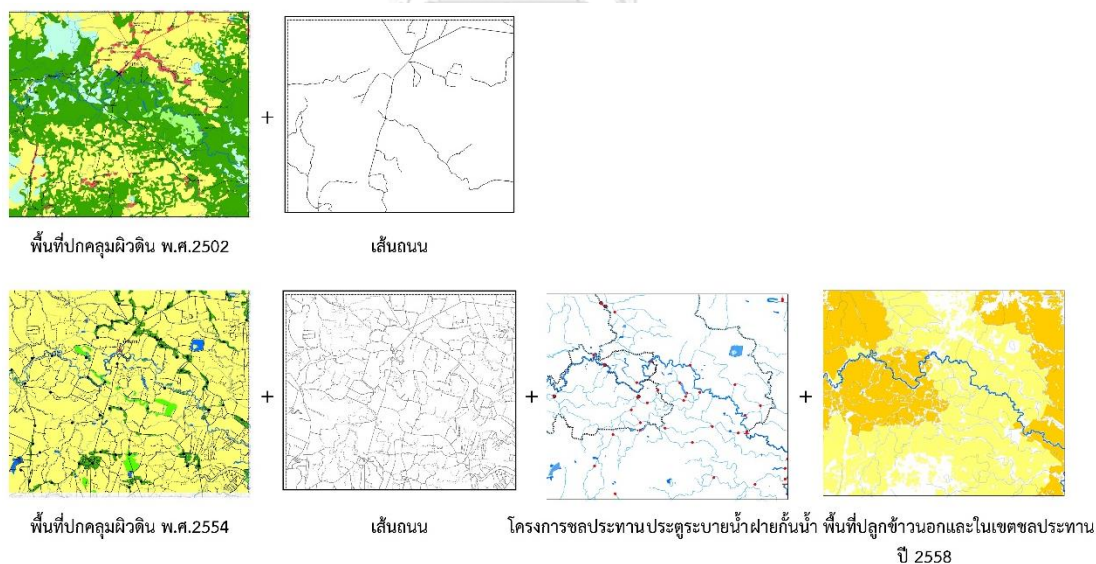 +
พื้นที่ปกคลุมผิวดิน พ.ศ.2502
เส้นถนน
+ + +
พื้นที่ปกคลุมผิวดิน พ.ศ.2554
เส้นถนน
โครงการชลประทาน ประตูระบายน้ำ ฝายกั้นน้ำ
พื้นที่ปลูกข้าวนอกและในเขตชลประทาน
ปี 2558